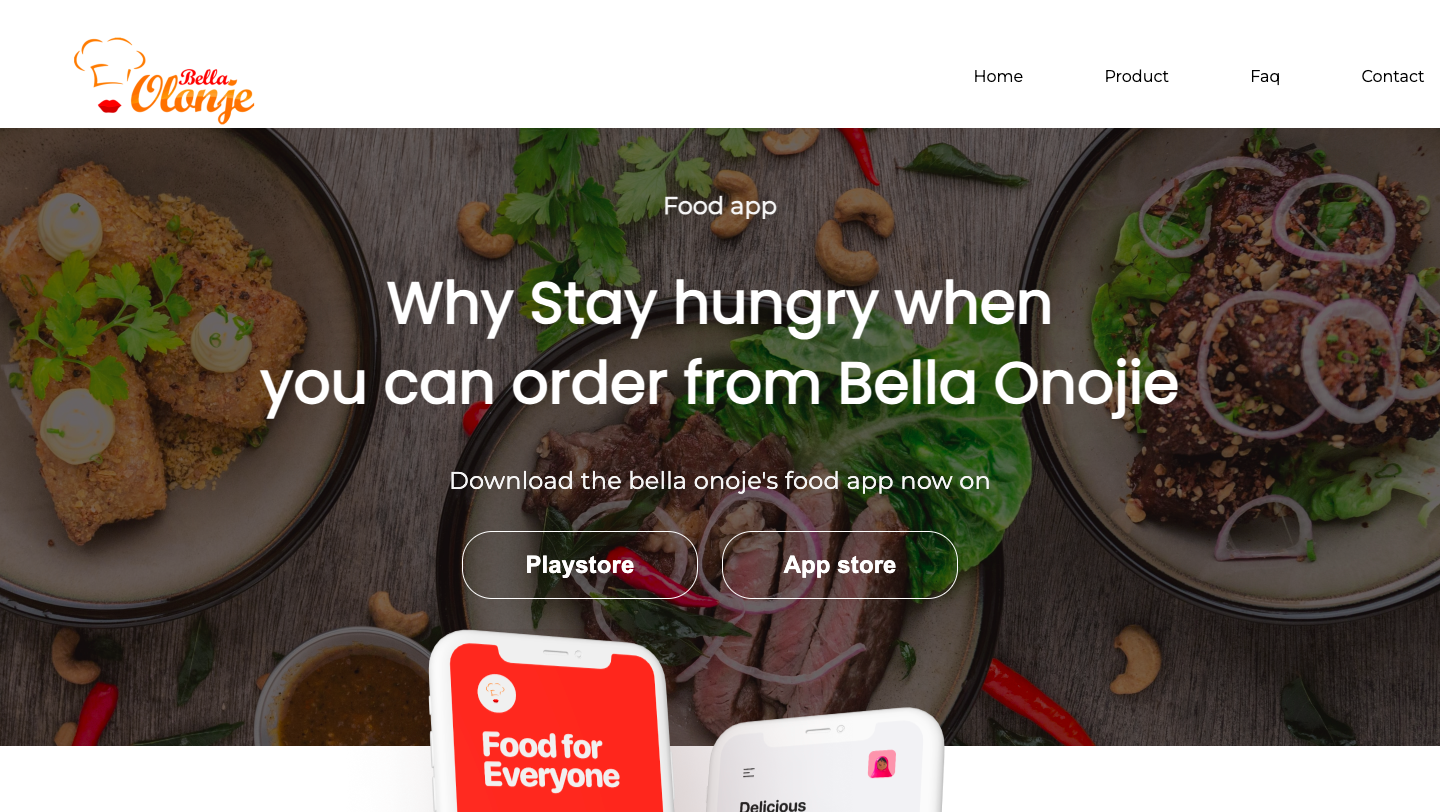 Bella
Olonje
Home
Product
Faq
Contact
Food app
Why Stay hungry when
you can order from Bella Onojie
Download the bella onoje's food app now on
Playstore
App store
Food for
Everyone
Delicious